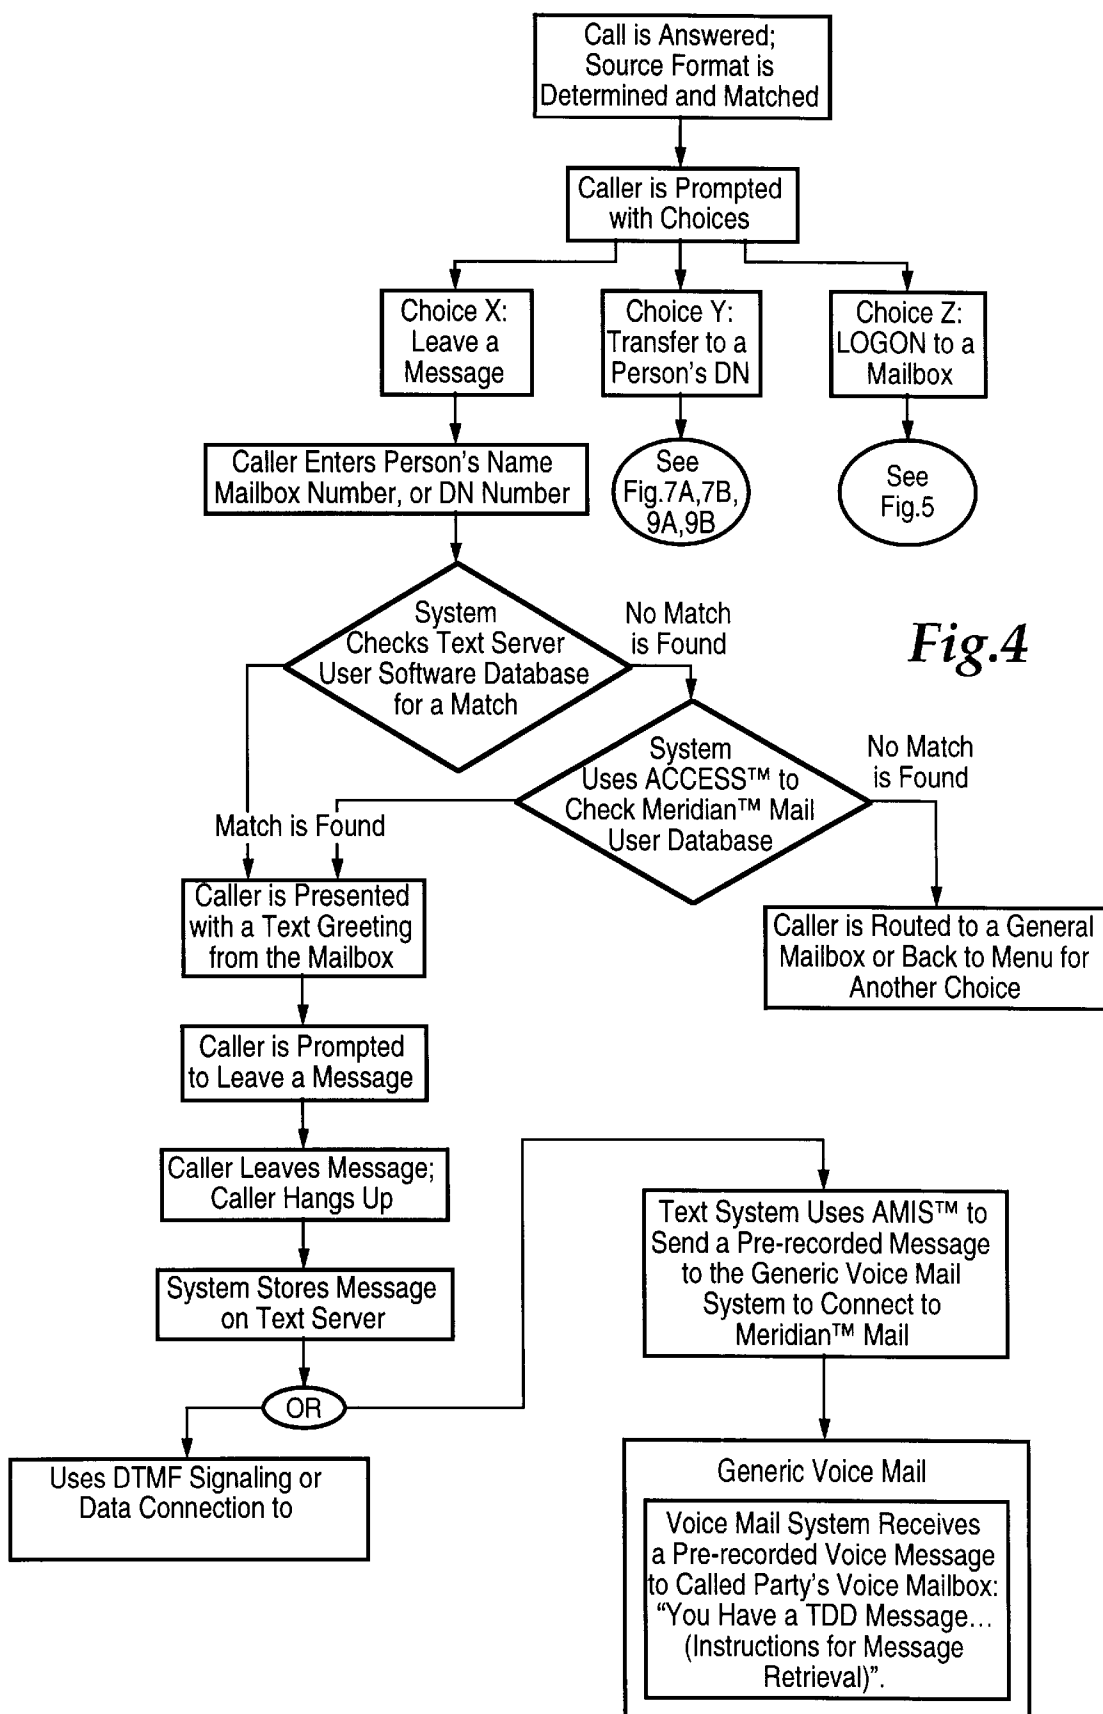 Call is Answered;
Source Format is
Determined and Matched
Caller is Prompted
with Choices
Choice X:
Leave a
Message
Choice Y:
Transfer to a
Person's DN
Choice Z:
LOGON to a
Mailbox
Caller Enters Person's Name
Mailbox Number, or DN Number
See
Fig.7A,7B,
9A,9B
See
Fig.5
System
Checks Text Server
User Software Database
for a Match
No Match
is Found
Fig.4
System
Uses ACCESS™ to
Check Meridian™ Mail
User Database
No Match
is Found
Match is Found
Caller is Presented
with a Text Greeting
from the Mailbox
Caller is Routed to a General
Mailbox or Back to Menu for
Another Choice
Caller is Prompted
to Leave a Message
Caller Leaves Message;
Caller Hangs Up
System Stores Message
on Text Server
OR
Text System Uses AMIS™ to
Send a Pre-recorded Message
to the Generic Voice Mail
System to Connect to
Meridian™ Mail
Uses DTMF Signaling or
Data Connection to
Generic Voice Mail
Voice Mail System Receives
a Pre-recorded Voice Message
to Called Party's Voice Mailbox:
“You Have a TDD Message...
(Instructions for Message
Retrieval)”.